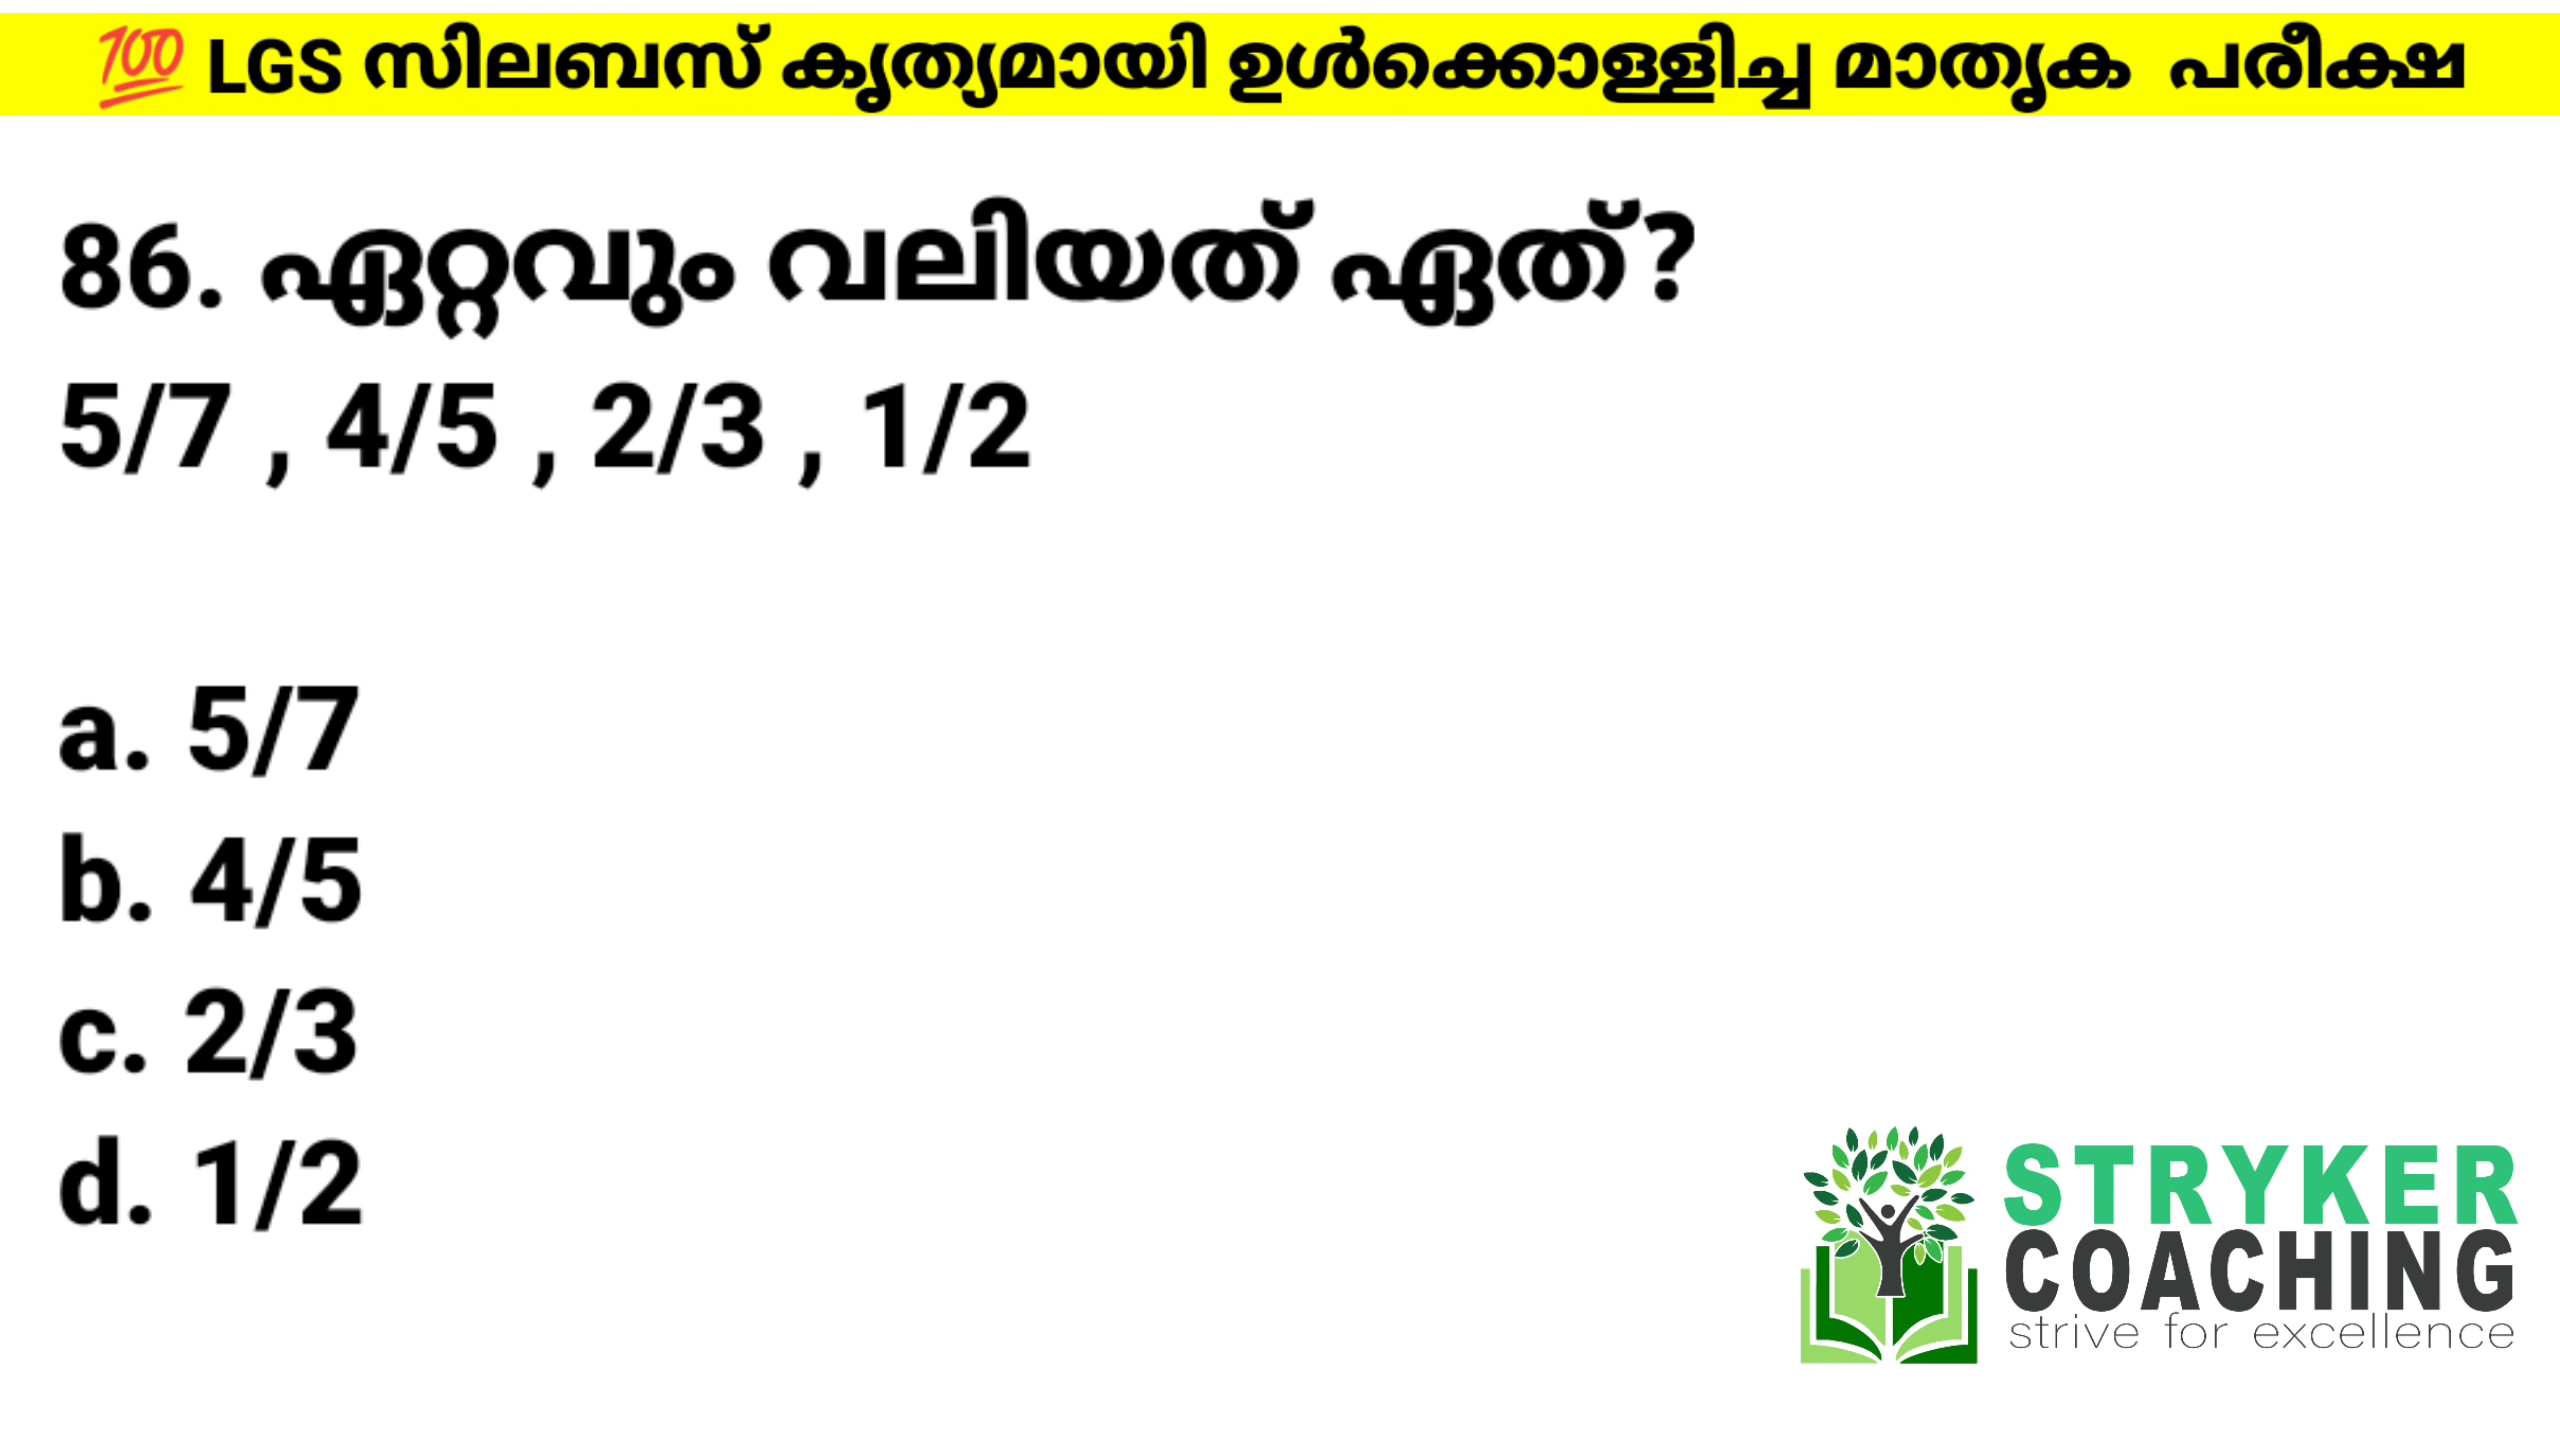 💯 LGS സിലബസ് കൃത്യമായി ഉൾക്കൊള്ളിച്ച മാതൃക പരീക്ഷ
86. ഏറ്റവും വലിയത് ഏത്?
5/7 , 4/5 , 2/3 , 1/2
a. 5/7
b. 4/5
c. 2/3
d. 1/2
STRYKER
COACHING
strive for excellence